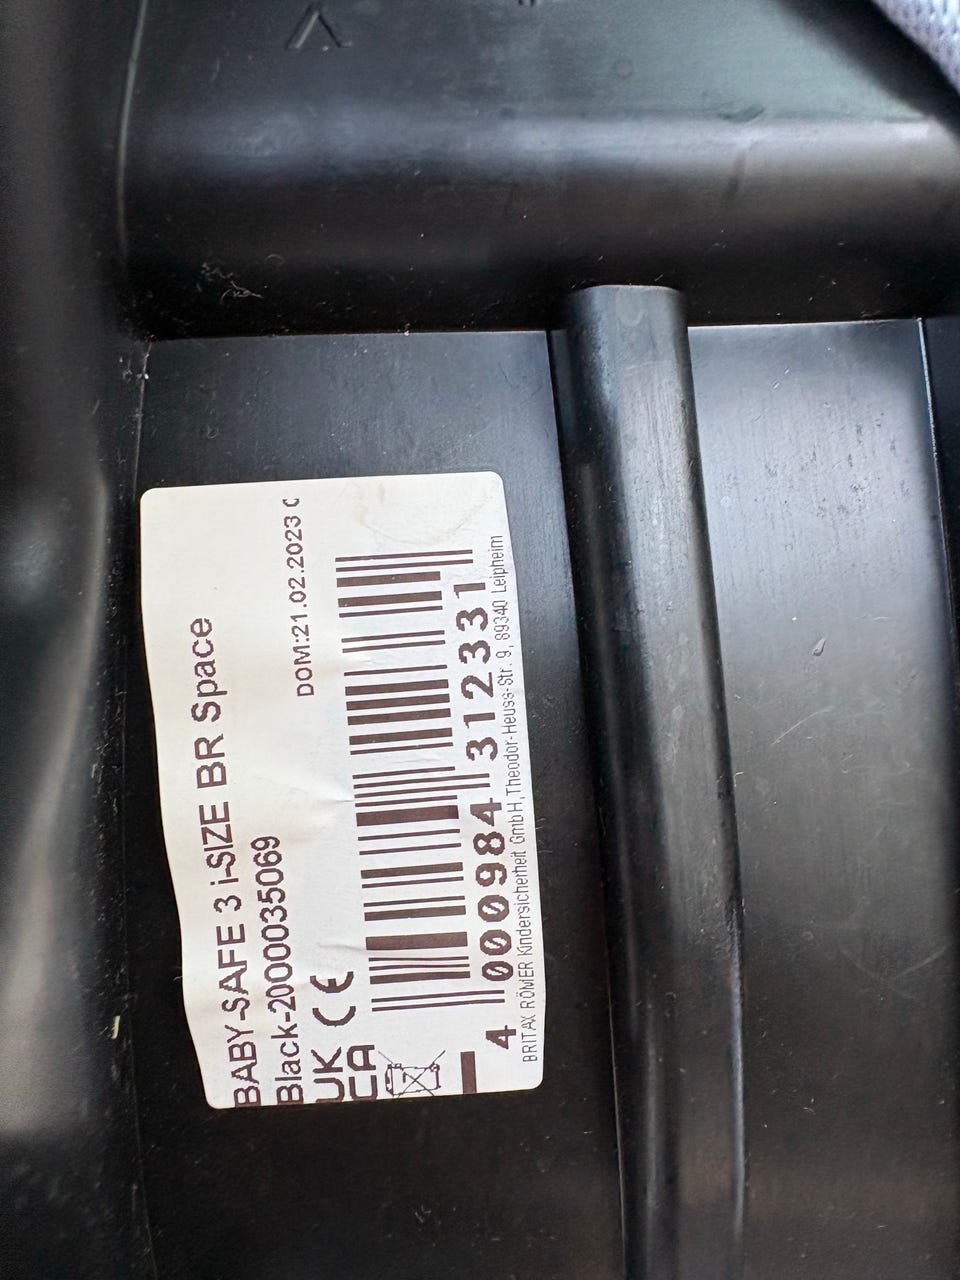 BABY-SAFE 3 i-SIZE BR Space
Black-2000035069
DOM:21.02.2023 C
UK
CA CE
4 000984 312331
BRITAX RÖMER Kindersicherheit GmbH,Theodor-Heuss-Str. 9, 89340 Leipheim